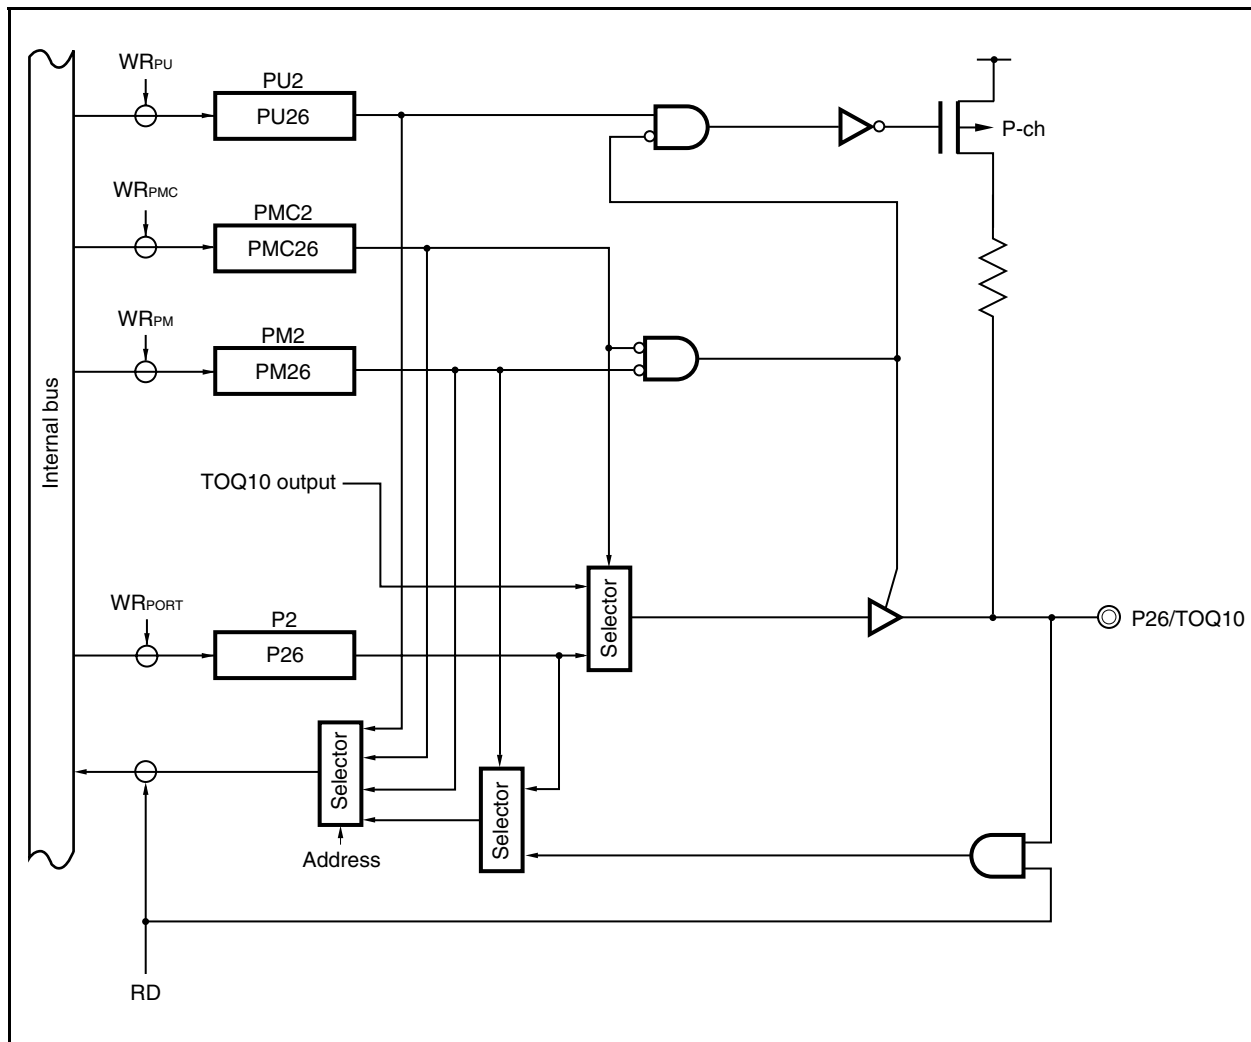 WRPU
PU2
PU26
P-ch
WRPMC
PMC2
PMC26
WRPM
PM2
PM26
Internal bus
TOQ10 output
WRPORT
P2
P26
Selector
P26/TOQ10
Selector
Selector
Address
RD